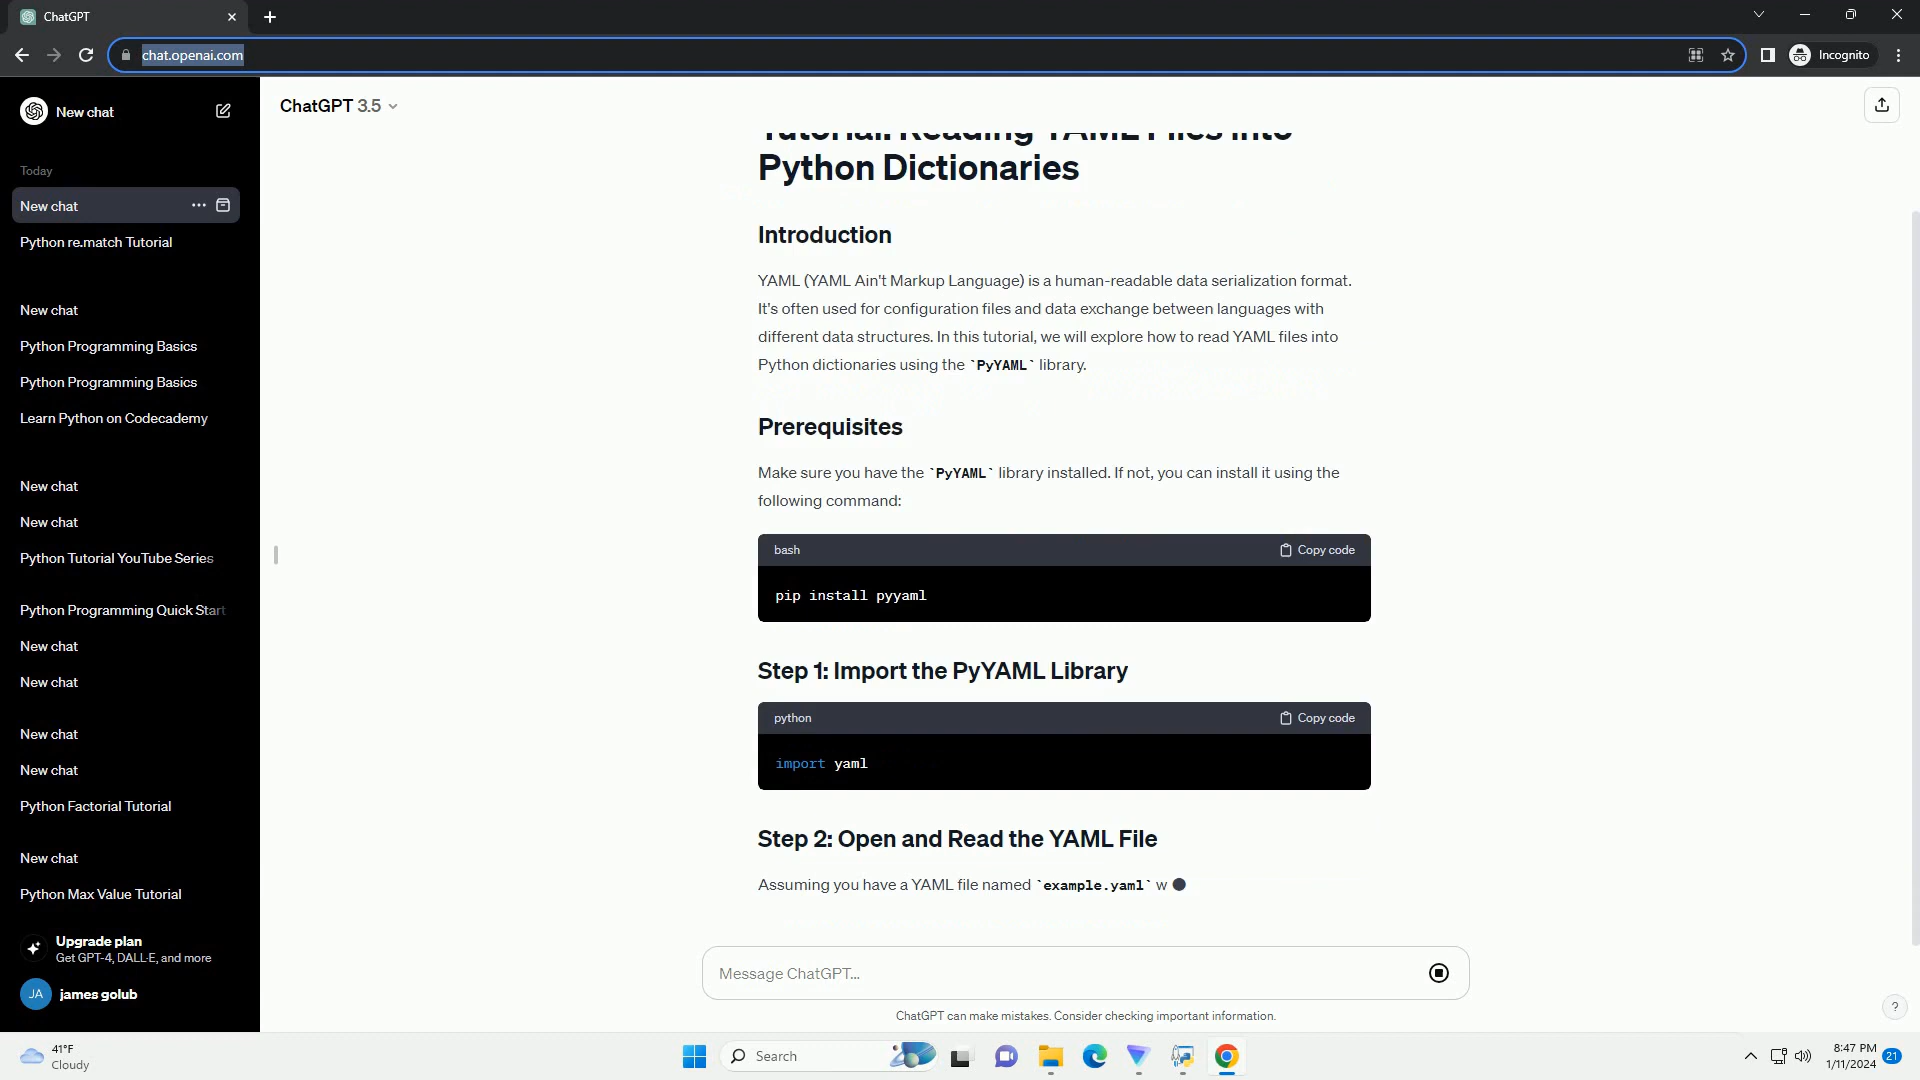 ChatGPT
chat.openai.com
Incognito
New chat
Today
New chat
Python re.match Tutorial
New chat
Python Programming Basics
Python Programming Basics
Learn Python on Codecademy
New chat
New chat
Python Tutorial YouTube Series
Python Programming Quick Start
New chat
New chat
New chat
New chat
Python Factorial Tutorial
New chat
Python Max Value Tutorial
Upgrade plan
Get GPT-4, DALL·E, and more
JA james golub
ChatGPT 3.5
Tutorial: Reading YAML Files into
Python Dictionaries
Introduction
YAML (YAML Ain't Markup Language) is a human-readable data serialization format.
It's often used for configuration files and data exchange between languages with
different data structures. In this tutorial, we will explore how to read YAML files into
Python dictionaries using the `PyYAML` library.
Prerequisites
Make sure you have the `PyYAML` library installed. If not, you can install it using the
following command:
bash Copy code
pip install pyyaml
Step 1: Import the PyYAML Library
python Copy code
import yaml
Step 2: Open and Read the YAML File
Assuming you have a YAML file named `example.yaml` w
Message ChatGPT...
ChatGPT can make mistakes. Consider checking important information.
?
41°F
Cloudy
Search
8:47 PM
1/11/2024
21